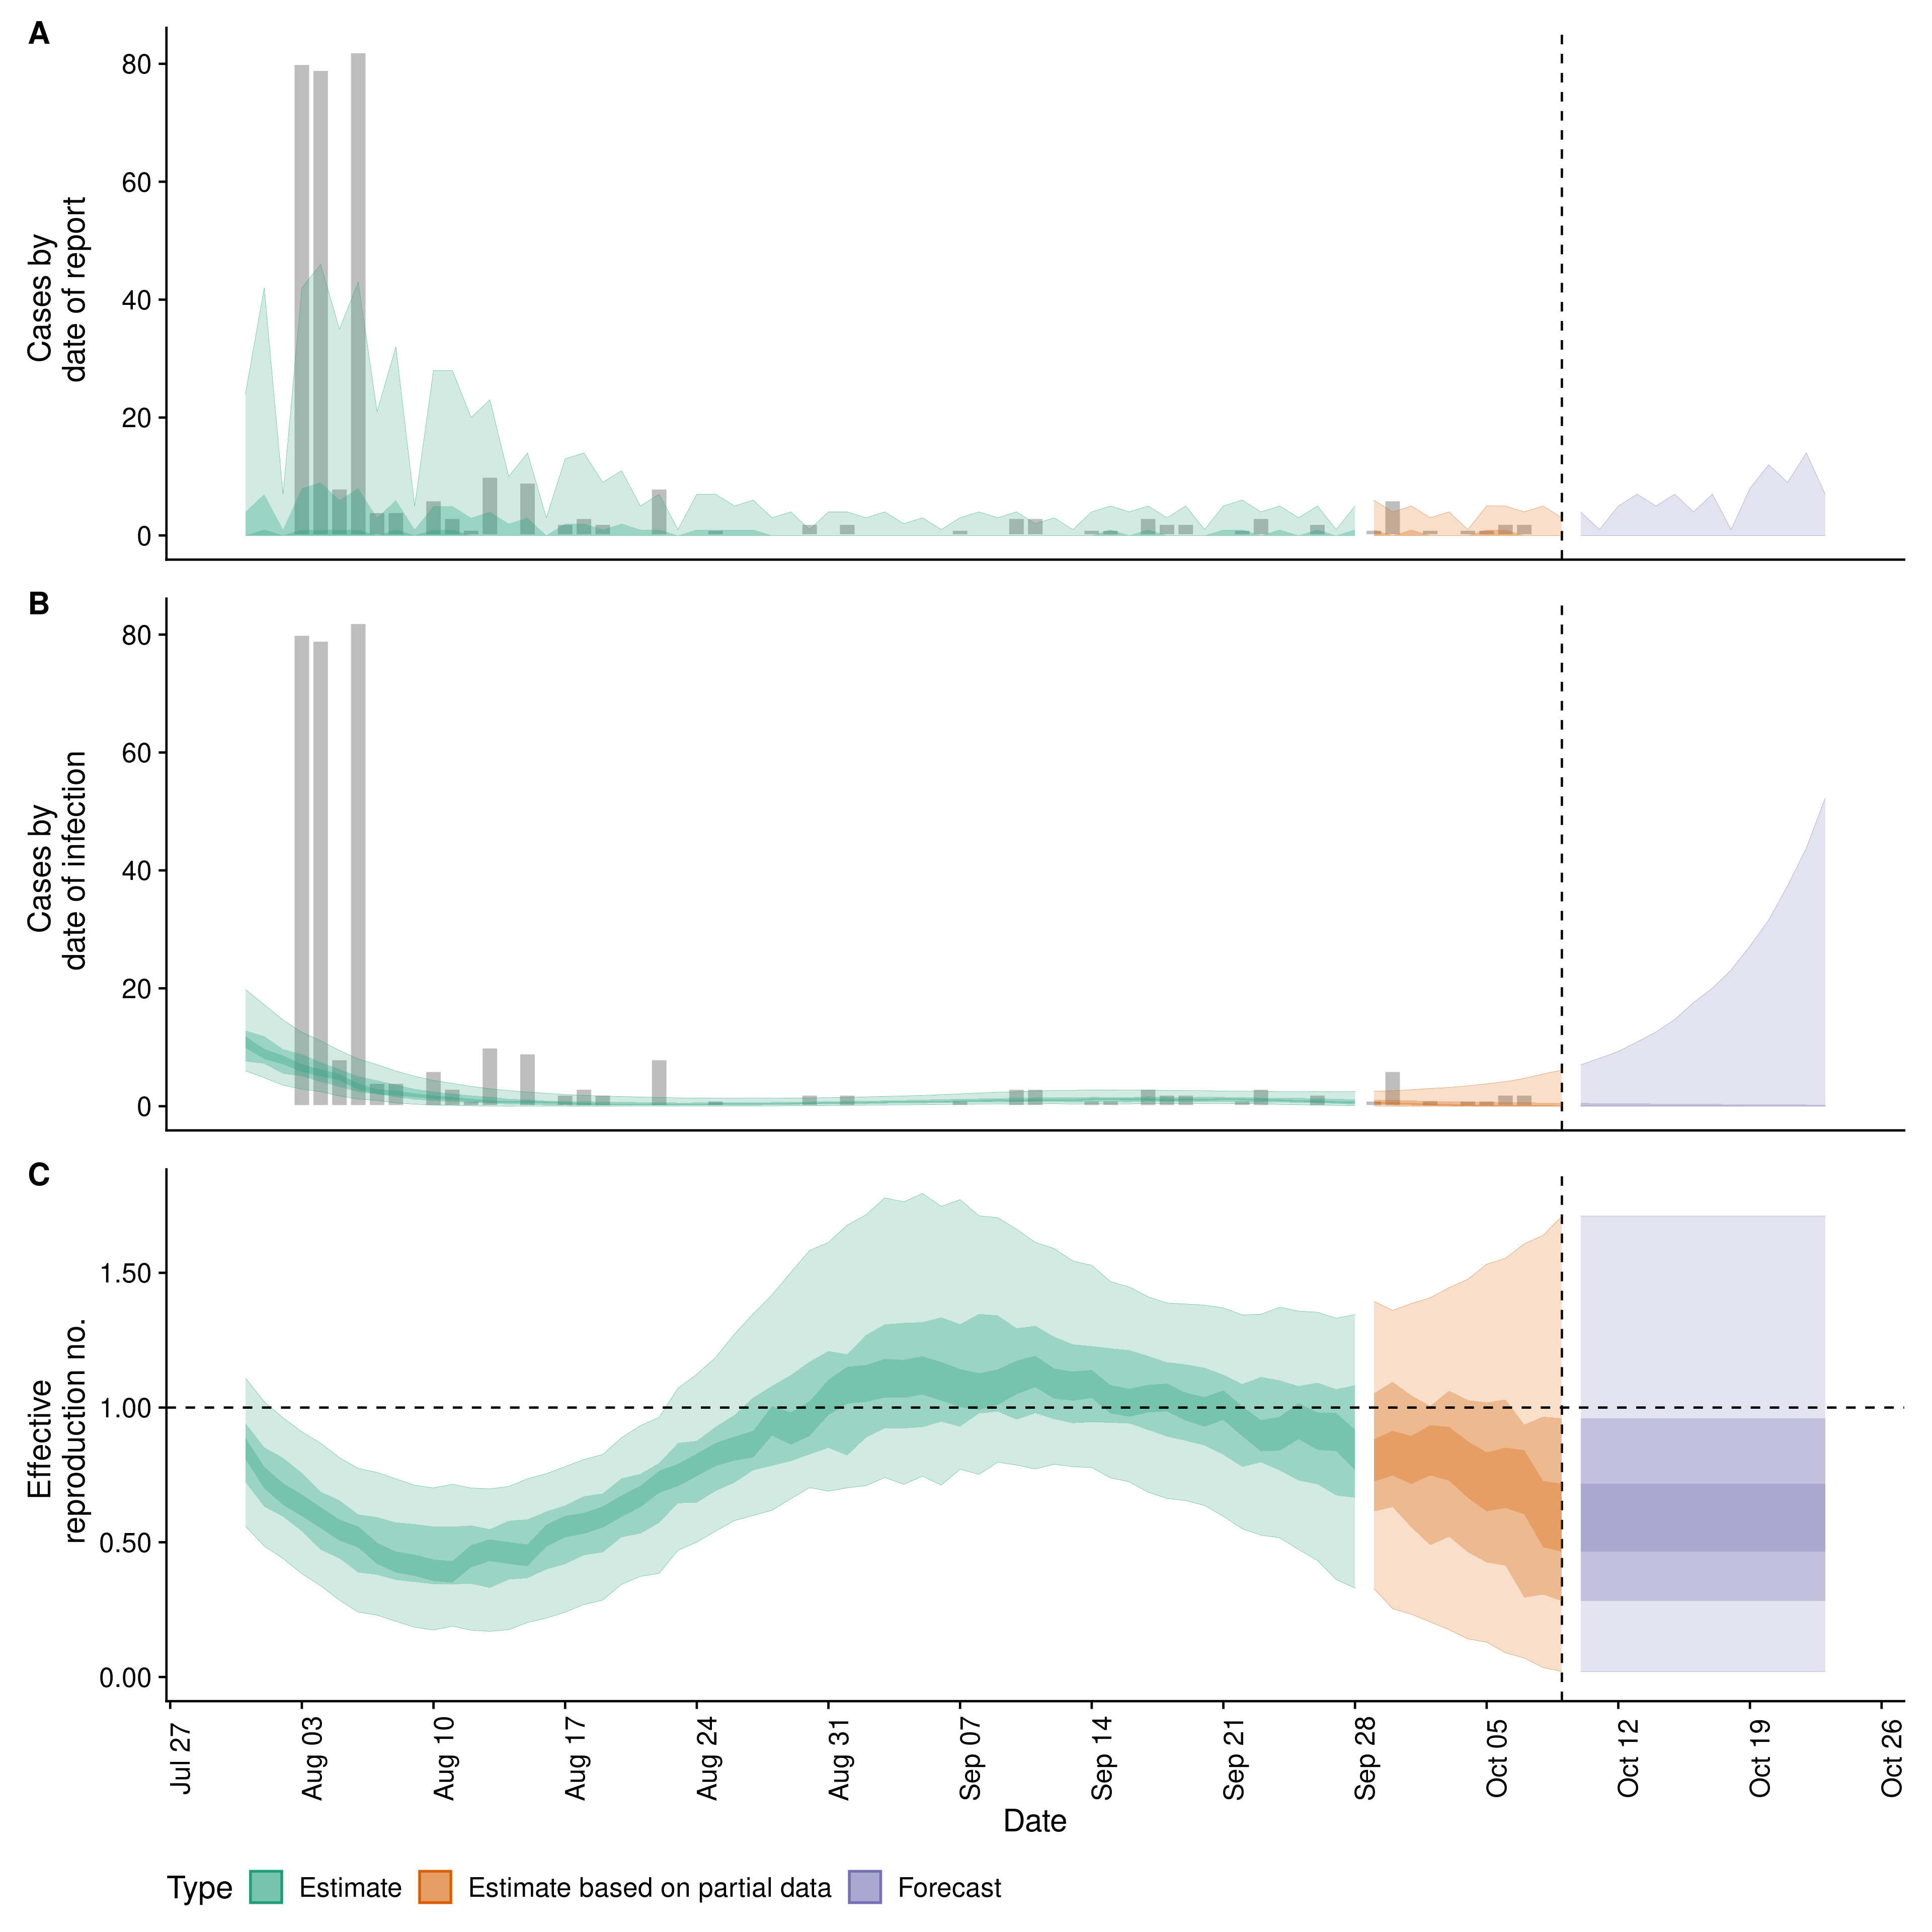 A
Cases by
date of report
80
60
40
20
0
B
Cases by
date of infection
80
60
40
20
0
C
Effective
reproduction no.
1.50
1.00
0.50
0.00
Jul 27
Aug 03
Aug 10
Aug 17
Aug 24
Aug 31
Sep 07
Sep 14
Sep 21
Sep 28
Oct 05
Oct 12
Oct 19
Oct 26
Date
Type Estimate Estimate based on partial data Forecast